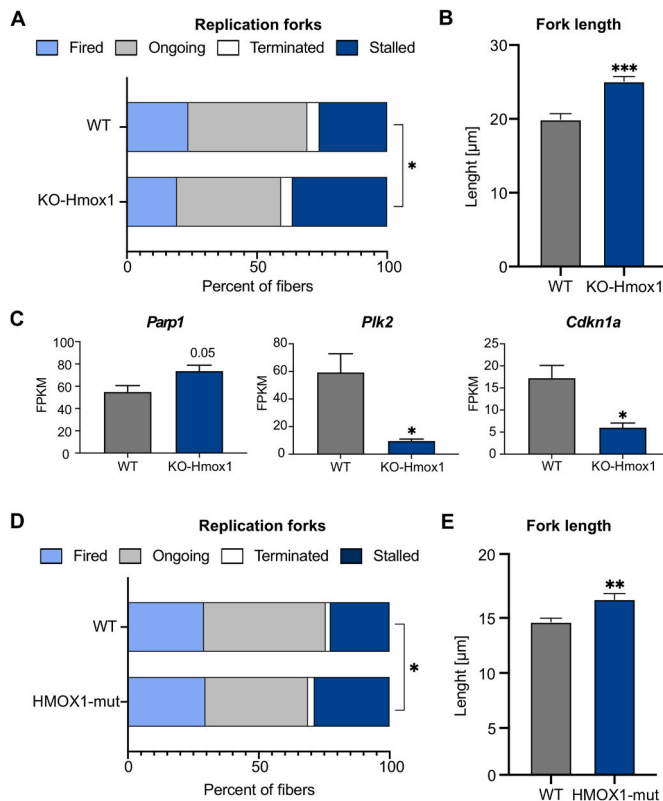 A
Replication forks
Fired Ongoing Terminated Stalled
WT
KO-Hmox1
*
0 50 100
Percent of fibers
B
Fork length
Lenght [µm]
30
20
10
0
***
WT KO-Hmox1
C
Parp1
FPKM
100
80
60
40
20
0
0.05
WT KO-Hmox1
Plk2
FPKM
80
60
40
20
0
*
WT KO-Hmox1
Cdkn1a
FPKM
25
20
15
10
5
0
*
WT KO-Hmox1
D
Replication forks
Fired Ongoing Terminated Stalled
WT
HMOX1-mut
*
0 50 100
Percent of fibers
E
Fork length
Lenght [µm]
20
15
10
5
0
**
WT HMOX1-mut